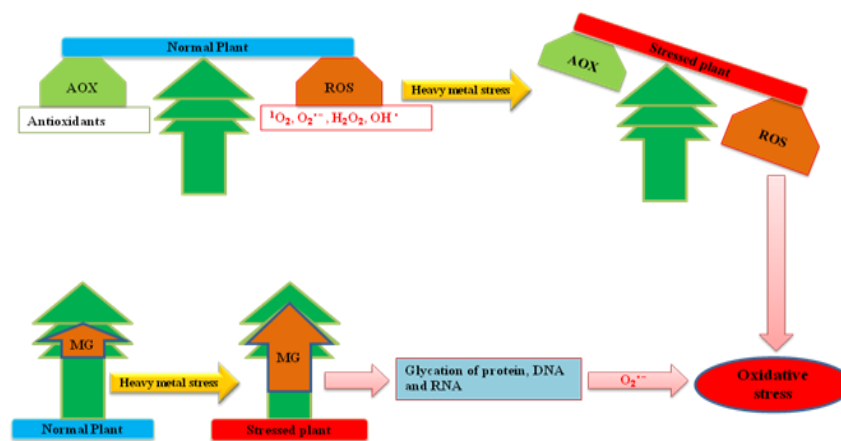 Normal Plant
AOX
ROS
Antioxidants
¹O₂, O₂•−, H₂O₂, OH•
Heavy metal stress
Stressed plant
AOX
ROS
MG
Normal Plant
Heavy metal stress
MG
Stressed plant
Glycation of protein, DNA
and RNA
O₂•−
Oxidative
stress